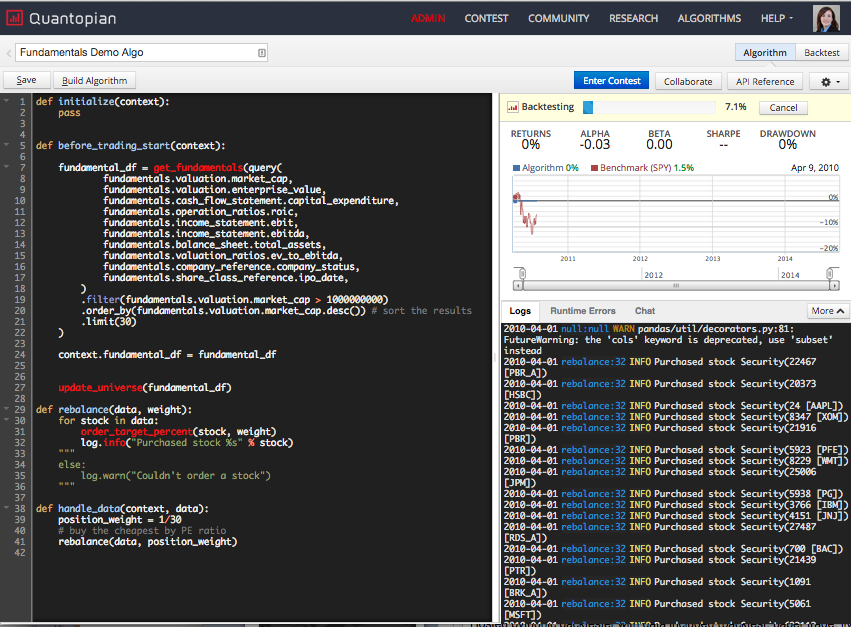 Quantopian
ADMIN CONTEST COMMUNITY RESEARCH ALGORITHMS HELP
Fundamentals Demo Algo
Algorithm Backtest
Save Build Algorithm
Enter Contest Collaborate API Reference
1 def initialize(context):
2 pass
3
4
5 def before_trading_start(context):
6
7 fundamental_df = get_fundamentals(query(
8 fundamentals.valuation.market_cap,
9 fundamentals.valuation.enterprise_value,
10 fundamentals.cash_flow_statement.capital_expenditure,
11 fundamentals.operation_ratios.roic,
12 fundamentals.income_statement.ebit,
13 fundamentals.income_statement.ebitda,
14 fundamentals.balance_sheet.total_assets,
15 fundamentals.valuation_ratios.ev_to_ebitda,
16 fundamentals.company_reference.company_status,
17 fundamentals.share_class_reference.ipo_date,
18 )
19 .filter(fundamentals.valuation.market_cap > 1000000000)
20 .order_by(fundamentals.valuation.market_cap.desc()) # sort the results
21 .limit(30)
22 )
23
24 context.fundamental_df = fundamental_df
25
26
27 update_universe(fundamental_df)
28
29 def rebalance(data, weight):
30 for stock in data:
31 order_target_percent(stock, weight)
32 log.info("Purchased stock %s" % stock)
33 """
34 else:
35 log.warn("Couldn't order a stock")
36 """
37
38 def handle_data(context, data):
39 position_weight = 1/30
40 # buy the cheapest by PE ratio
41 rebalance(data, position_weight)
42
Backtesting 7.1% Cancel
RETURNS ALPHA BETA SHARPE DRAWDOWN
0% -0.03 0.00 -- 0%
Algorithm 0% Benchmark (SPY) 1.5% Apr 9, 2010
0%
-10%
-20%
2011 2012 2013 2014
2012 2014
Logs Runtime Errors Chat More
2010-04-01 null:null WARN pandas/util/decorators.py:81:
FutureWarning: the 'cols' keyword is deprecated, use 'subset'
instead
2010-04-01 rebalance:32 INFO Purchased stock Security(22467
[PBR_A])
2010-04-01 rebalance:32 INFO Purchased stock Security(20373
[HSBC])
2010-04-01 rebalance:32 INFO Purchased stock Security(24 [AAPL])
2010-04-01 rebalance:32 INFO Purchased stock Security(8347 [XOM])
2010-04-01 rebalance:32 INFO Purchased stock Security(21916
[PBR])
2010-04-01 rebalance:32 INFO Purchased stock Security(5923 [PFE])
2010-04-01 rebalance:32 INFO Purchased stock Security(8229 [WMT])
2010-04-01 rebalance:32 INFO Purchased stock Security(25006
[JPM])
2010-04-01 rebalance:32 INFO Purchased stock Security(5938 [PG])
2010-04-01 rebalance:32 INFO Purchased stock Security(3766 [IBM])
2010-04-01 rebalance:32 INFO Purchased stock Security(4151 [JNJ])
2010-04-01 rebalance:32 INFO Purchased stock Security(27487
[RDS_A])
2010-04-01 rebalance:32 INFO Purchased stock Security(700 [BAC])
2010-04-01 rebalance:32 INFO Purchased stock Security(21439
[PTR])
2010-04-01 rebalance:32 INFO Purchased stock Security(1091
[BRK_A])
2010-04-01 rebalance:32 INFO Purchased stock Security(5061
[MSFT])